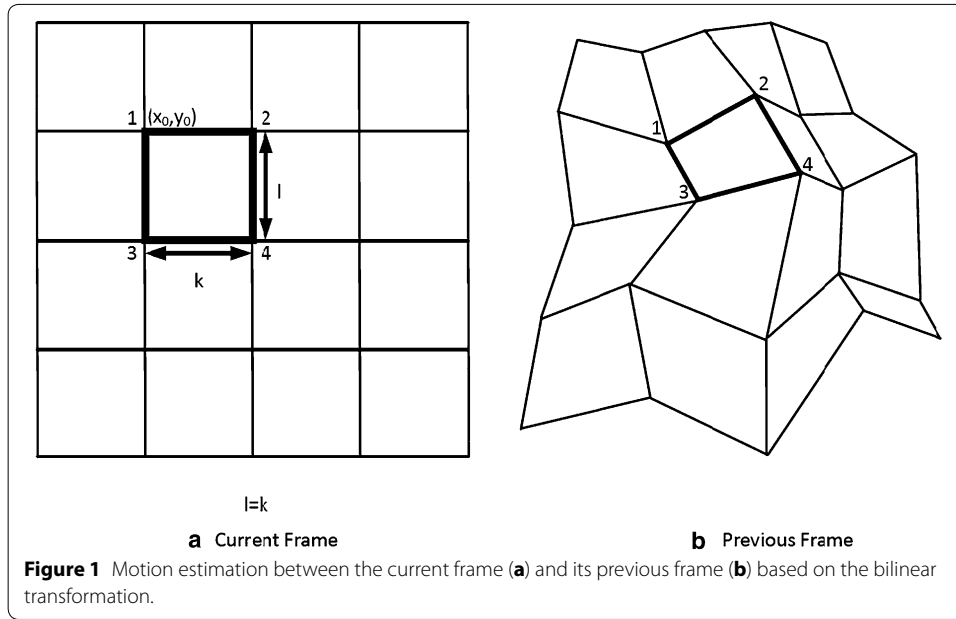 1 (x₀,y₀) 2
l
3 4
k
l=k
a Current Frame
2
1
4
3
b Previous Frame
Figure 1 Motion estimation between the current frame (a) and its previous frame (b) based on the bilinear
transformation.